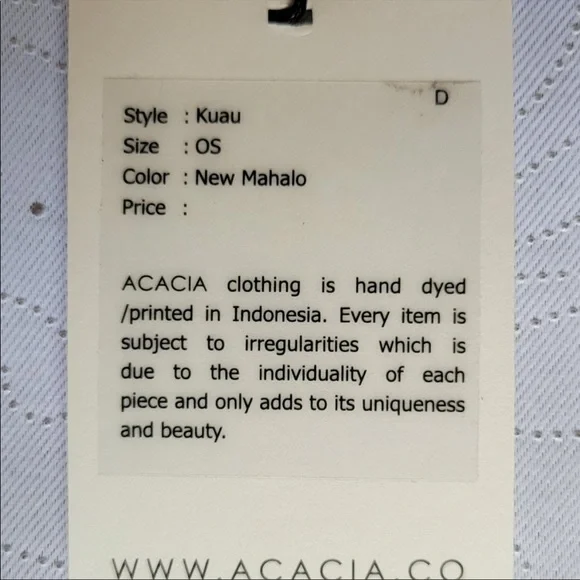 D
Style : Kuau
Size : OS
Color : New Mahalo
Price :
ACACIA clothing is hand dyed
/printed in Indonesia. Every item is
subject to irregularities which is
due to the individuality of each
piece and only adds to its uniqueness
and beauty.
WWW.ACACIA.CO